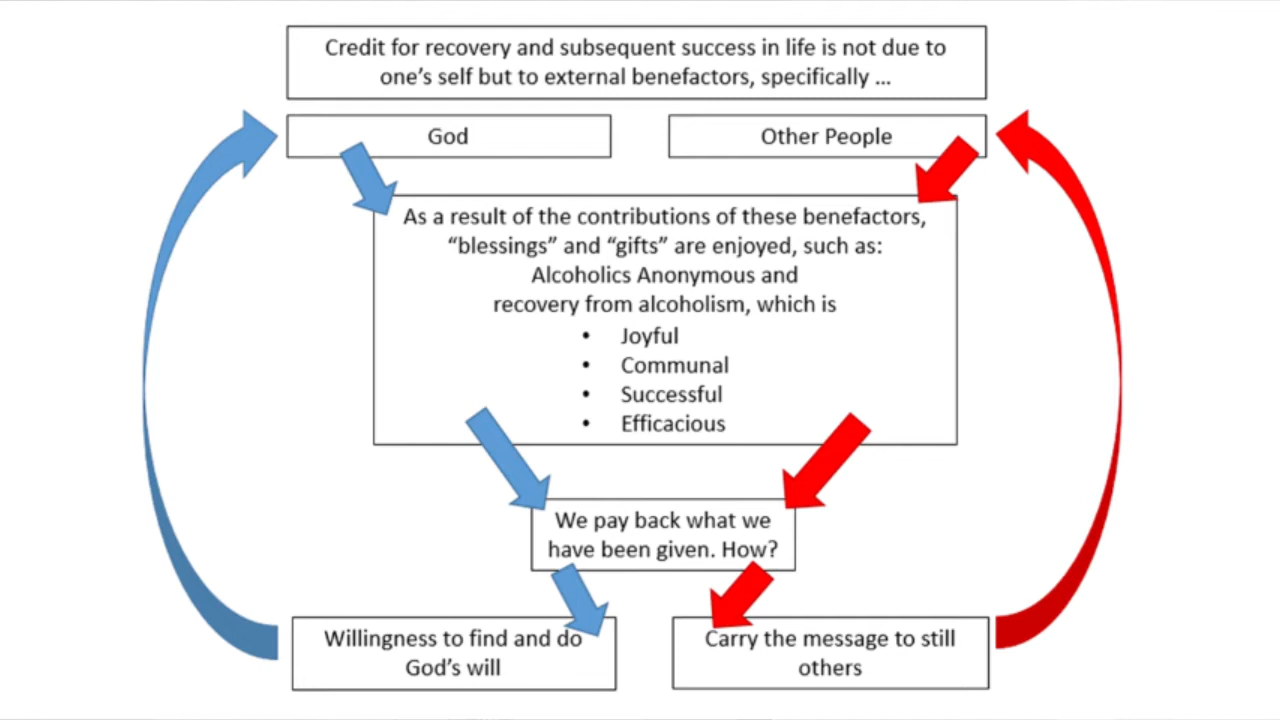 Credit for recovery and subsequent success in life is not due to
one’s self but to external benefactors, specifically …
God
Other People
As a result of the contributions of these benefactors,
“blessings” and “gifts” are enjoyed, such as:
Alcoholics Anonymous and
recovery from alcoholism, which is
• Joyful
• Communal
• Successful
• Efficacious
We pay back what we
have been given. How?
Willingness to find and do
God’s will
Carry the message to still
others